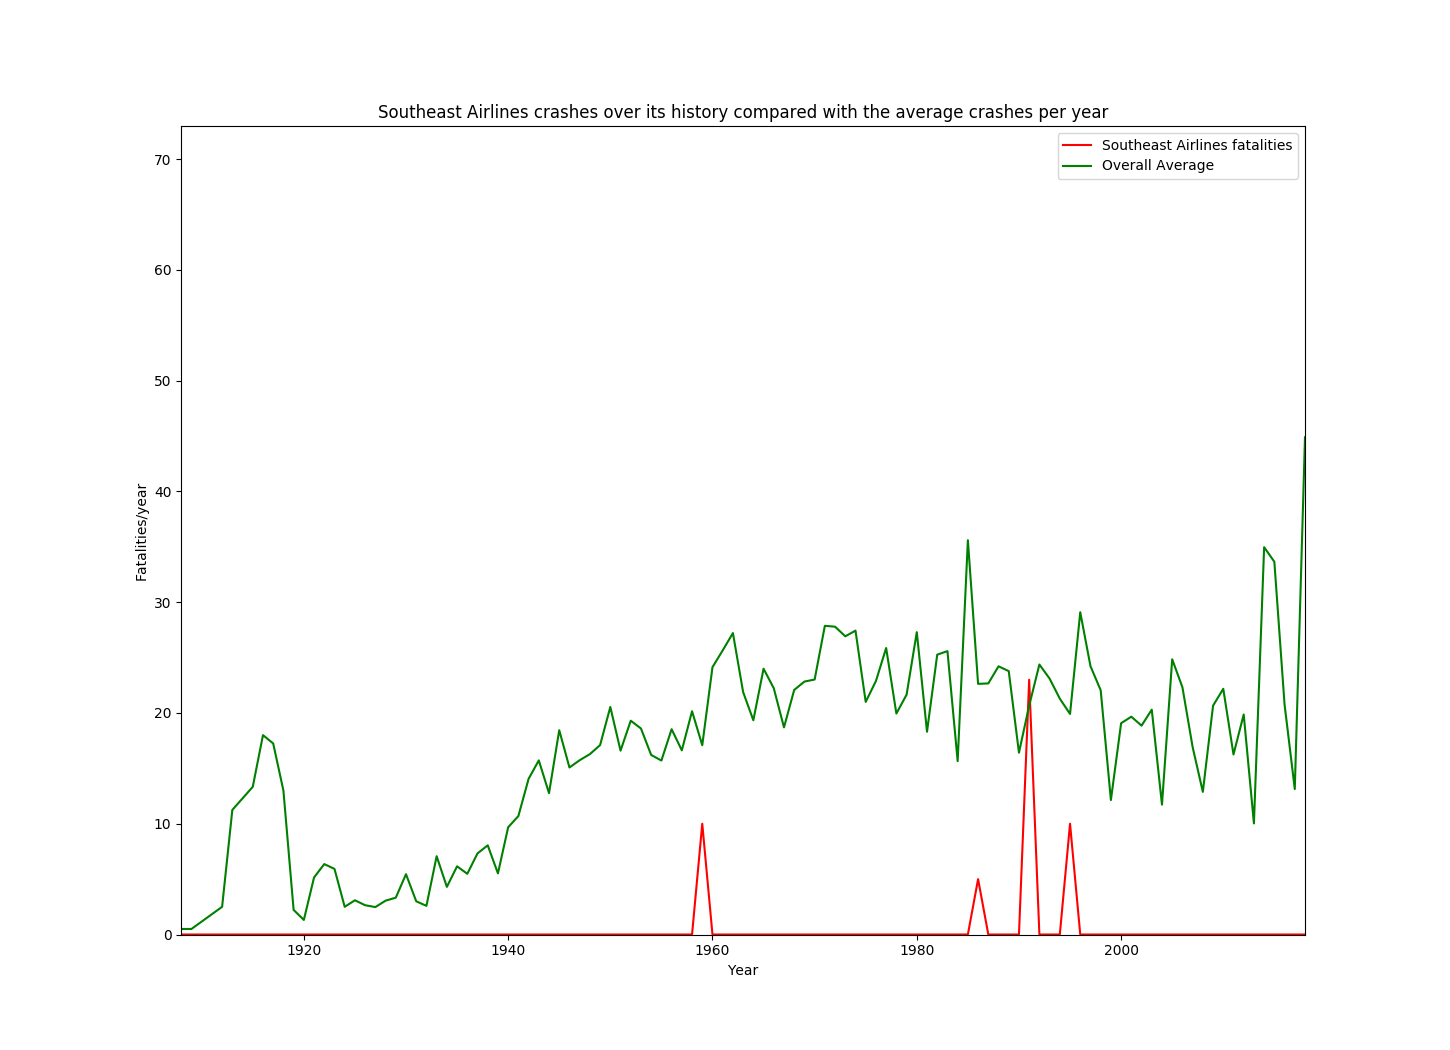 Southeast Airlines crashes over its history compared with the average crashes per year
Southeast Airlines fatalities
Overall Average
70
60
50
40
30
20
10
0
Fatalities/year
1920
1940
1960
1980
2000
Year